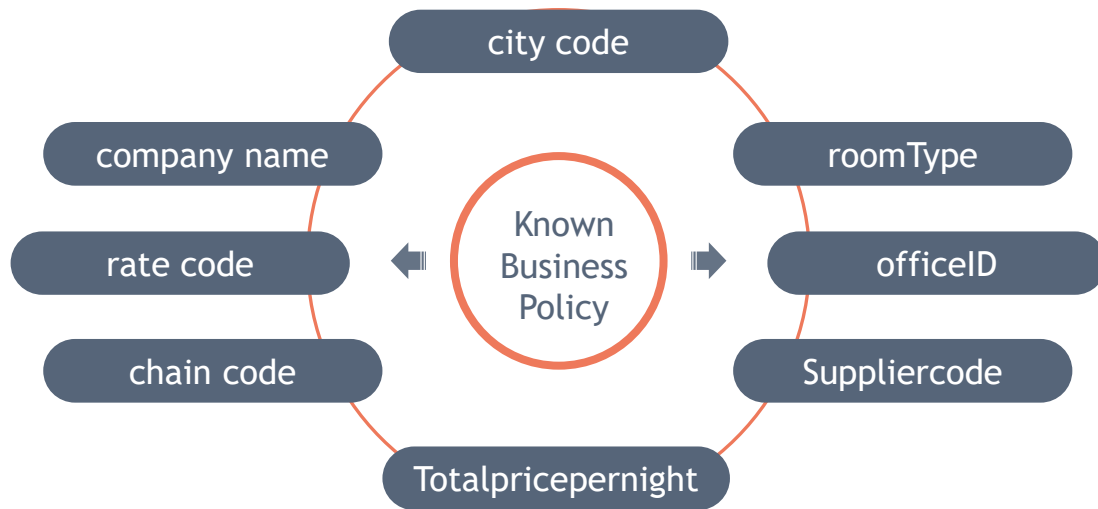 city code
company name
roomType
Known
Business
Policy
rate code
officeID
chain code
Suppliercode
Totalpricepernight